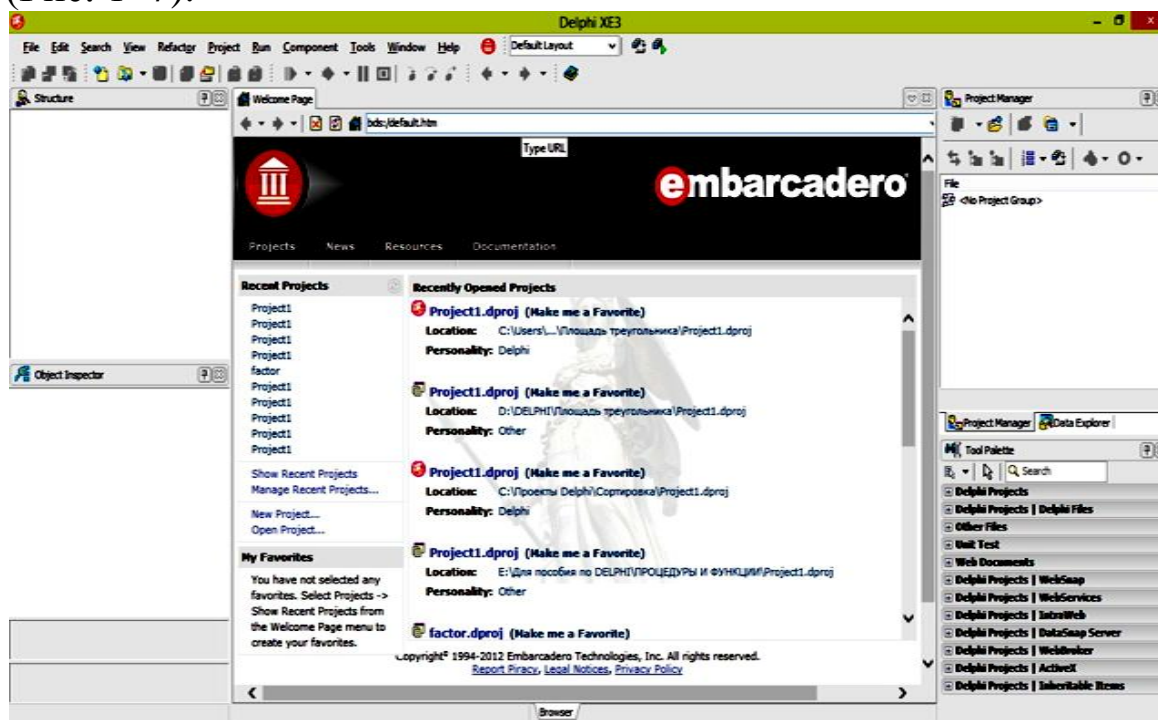 (Рис. 1-7).
Delphi XE3
File Edit Search View Refactor Project Run Component Tools Window Help Default Layout
Structure
Welcome Page
Project Manager
bds:/default.htm
Type URL
embarcadero
File
<No Project Group>
Projects News Resources Documentation
Recent Projects
Project1
Project1
Project1
Project1
factor
Project1
Project1
Project1
Project1
Project1
Show Recent Projects
Manage Recent Projects...
New Project...
Open Project...
My Favorites
You have not selected any
favorites. Select Projects ->
Show Recent Projects from
the Welcome Page menu to
create your favorites.
Recently Opened Projects
Project1.dproj (Make me a Favorite)
Location: C:\Users\...\Площадь треугольника\Project1.dproj
Personality: Delphi
Project1.dproj (Make me a Favorite)
Location: D:\DELPHI\Площадь треугольника\Project1.dproj
Personality: Other
Project1.dproj (Make me a Favorite)
Location: C:\Проекты Delphi\Сортировка\Project1.dproj
Personality: Delphi
Project1.dproj (Make me a Favorite)
Location: E:\Для пособия по DELPHI\ПРОЦЕДУРЫ И ФУНКЦИИ\Project1.dproj
Personality: Other
factor.dproj (Make me a Favorite)
Copyright© 1994-2012 Embarcadero Technologies, Inc. All rights reserved.
Report Piracy, Legal Notices, Privacy Policy
Browser
Object Inspector
Project Manager Data Explorer
Tool Palette
Search
Delphi Projects
Delphi Projects | Delphi Files
Other Files
Unit Test
Web Documents
Delphi Projects | WebSnap
Delphi Projects | WebServices
Delphi Projects | IntraWeb
Delphi Projects | DataSnap Server
Delphi Projects | WebBroker
Delphi Projects | ActiveX
Delphi Projects | Inheritable Items